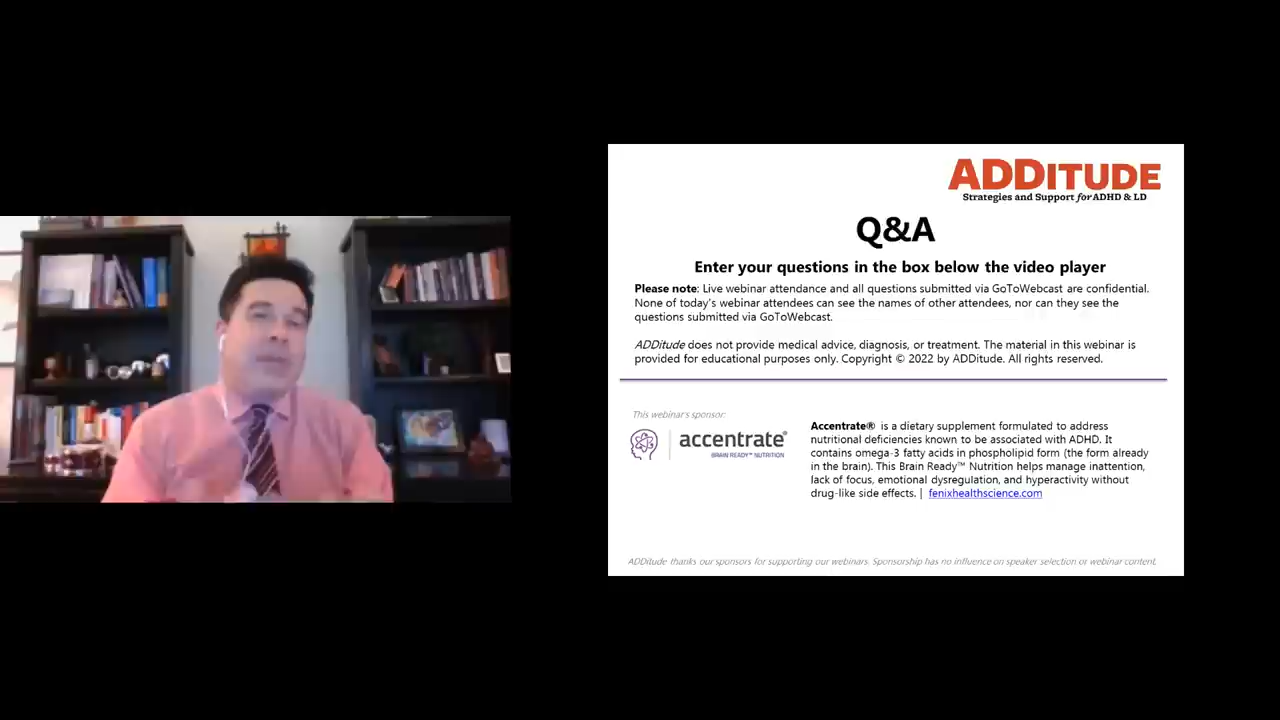 ADDITUDE
Strategies and Support for ADHD & LD
Q&A
Enter your questions in the box below the video player
Please note: Live webinar attendance and all questions submitted via GoToWebcast are confidential.
None of today's webinar attendees can see the names of other attendees, nor can they see the
questions submitted via GoToWebcast.
ADDitude does not provide medical advice, diagnosis, or treatment. The material in this webinar is
provided for educational purposes only. Copyright © 2022 by ADDitude. All rights reserved.
This webinar's sponsor:
accentrate®
BRAIN READY™ NUTRITION
Accentrate® is a dietary supplement formulated to address
nutritional deficiencies known to be associated with ADHD. It
contains omega-3 fatty acids in phospholipid form (the form already
in the brain). This Brain Ready™ Nutrition helps manage inattention,
lack of focus, emotional dysregulation, and hyperactivity without
drug-like side effects. | fenixhealthscience.com
ADDitude thanks our sponsors for supporting our webinars. Sponsorship has no influence on speaker selection or webinar content.